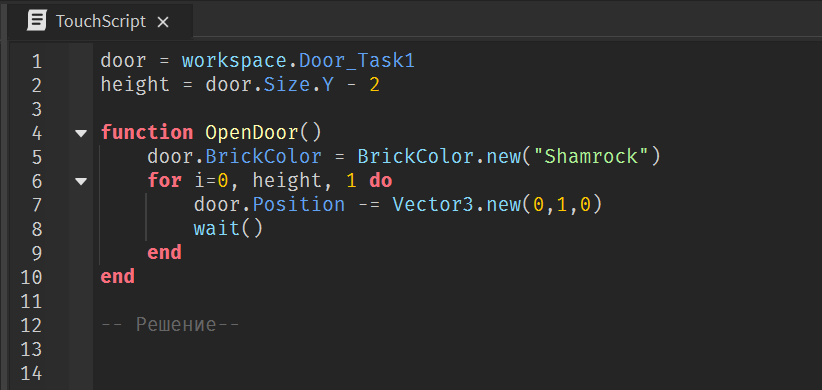 TouchScript ×
1 door = workspace.Door_Task1
2 height = door.Size.Y - 2
3
4 function OpenDoor()
5 door.BrickColor = BrickColor.new("Shamrock")
6 for i=0, height, 1 do
7 door.Position -= Vector3.new(0,1,0)
8 wait()
9 end
10 end
11
12 -- Решение--
13
14